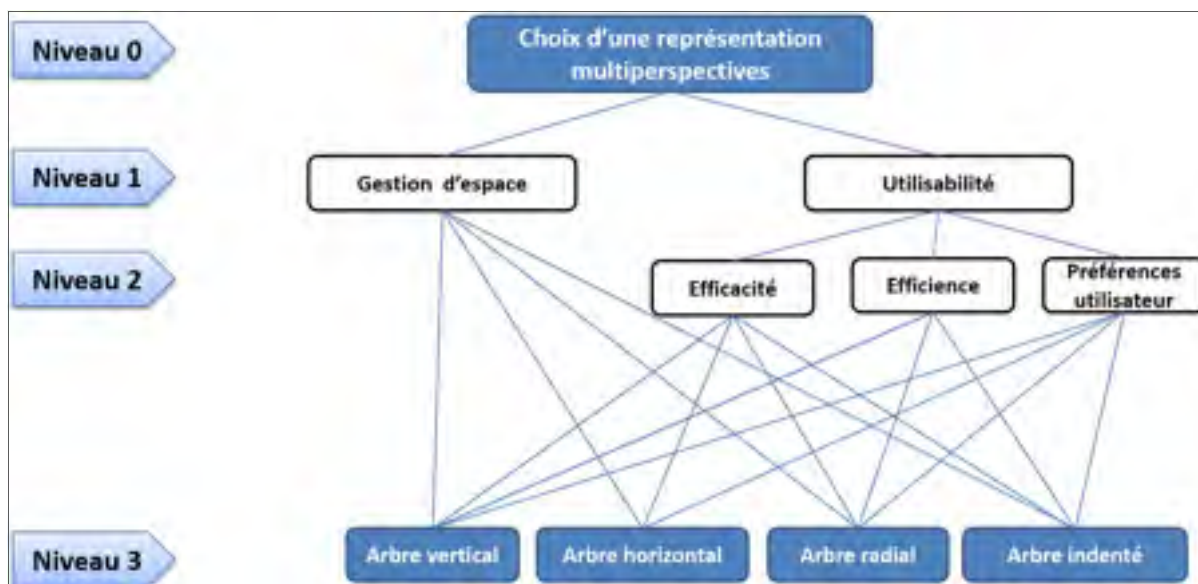 Niveau 0
Choix d'une représentation
multiperspectives
Niveau 1
Gestion d'espace
Utilisabilité
Niveau 2
Efficacité
Efficience
Préférences
utilisateur
Niveau 3
Arbre vertical
Arbre horizontal
Arbre radial
Arbre indenté